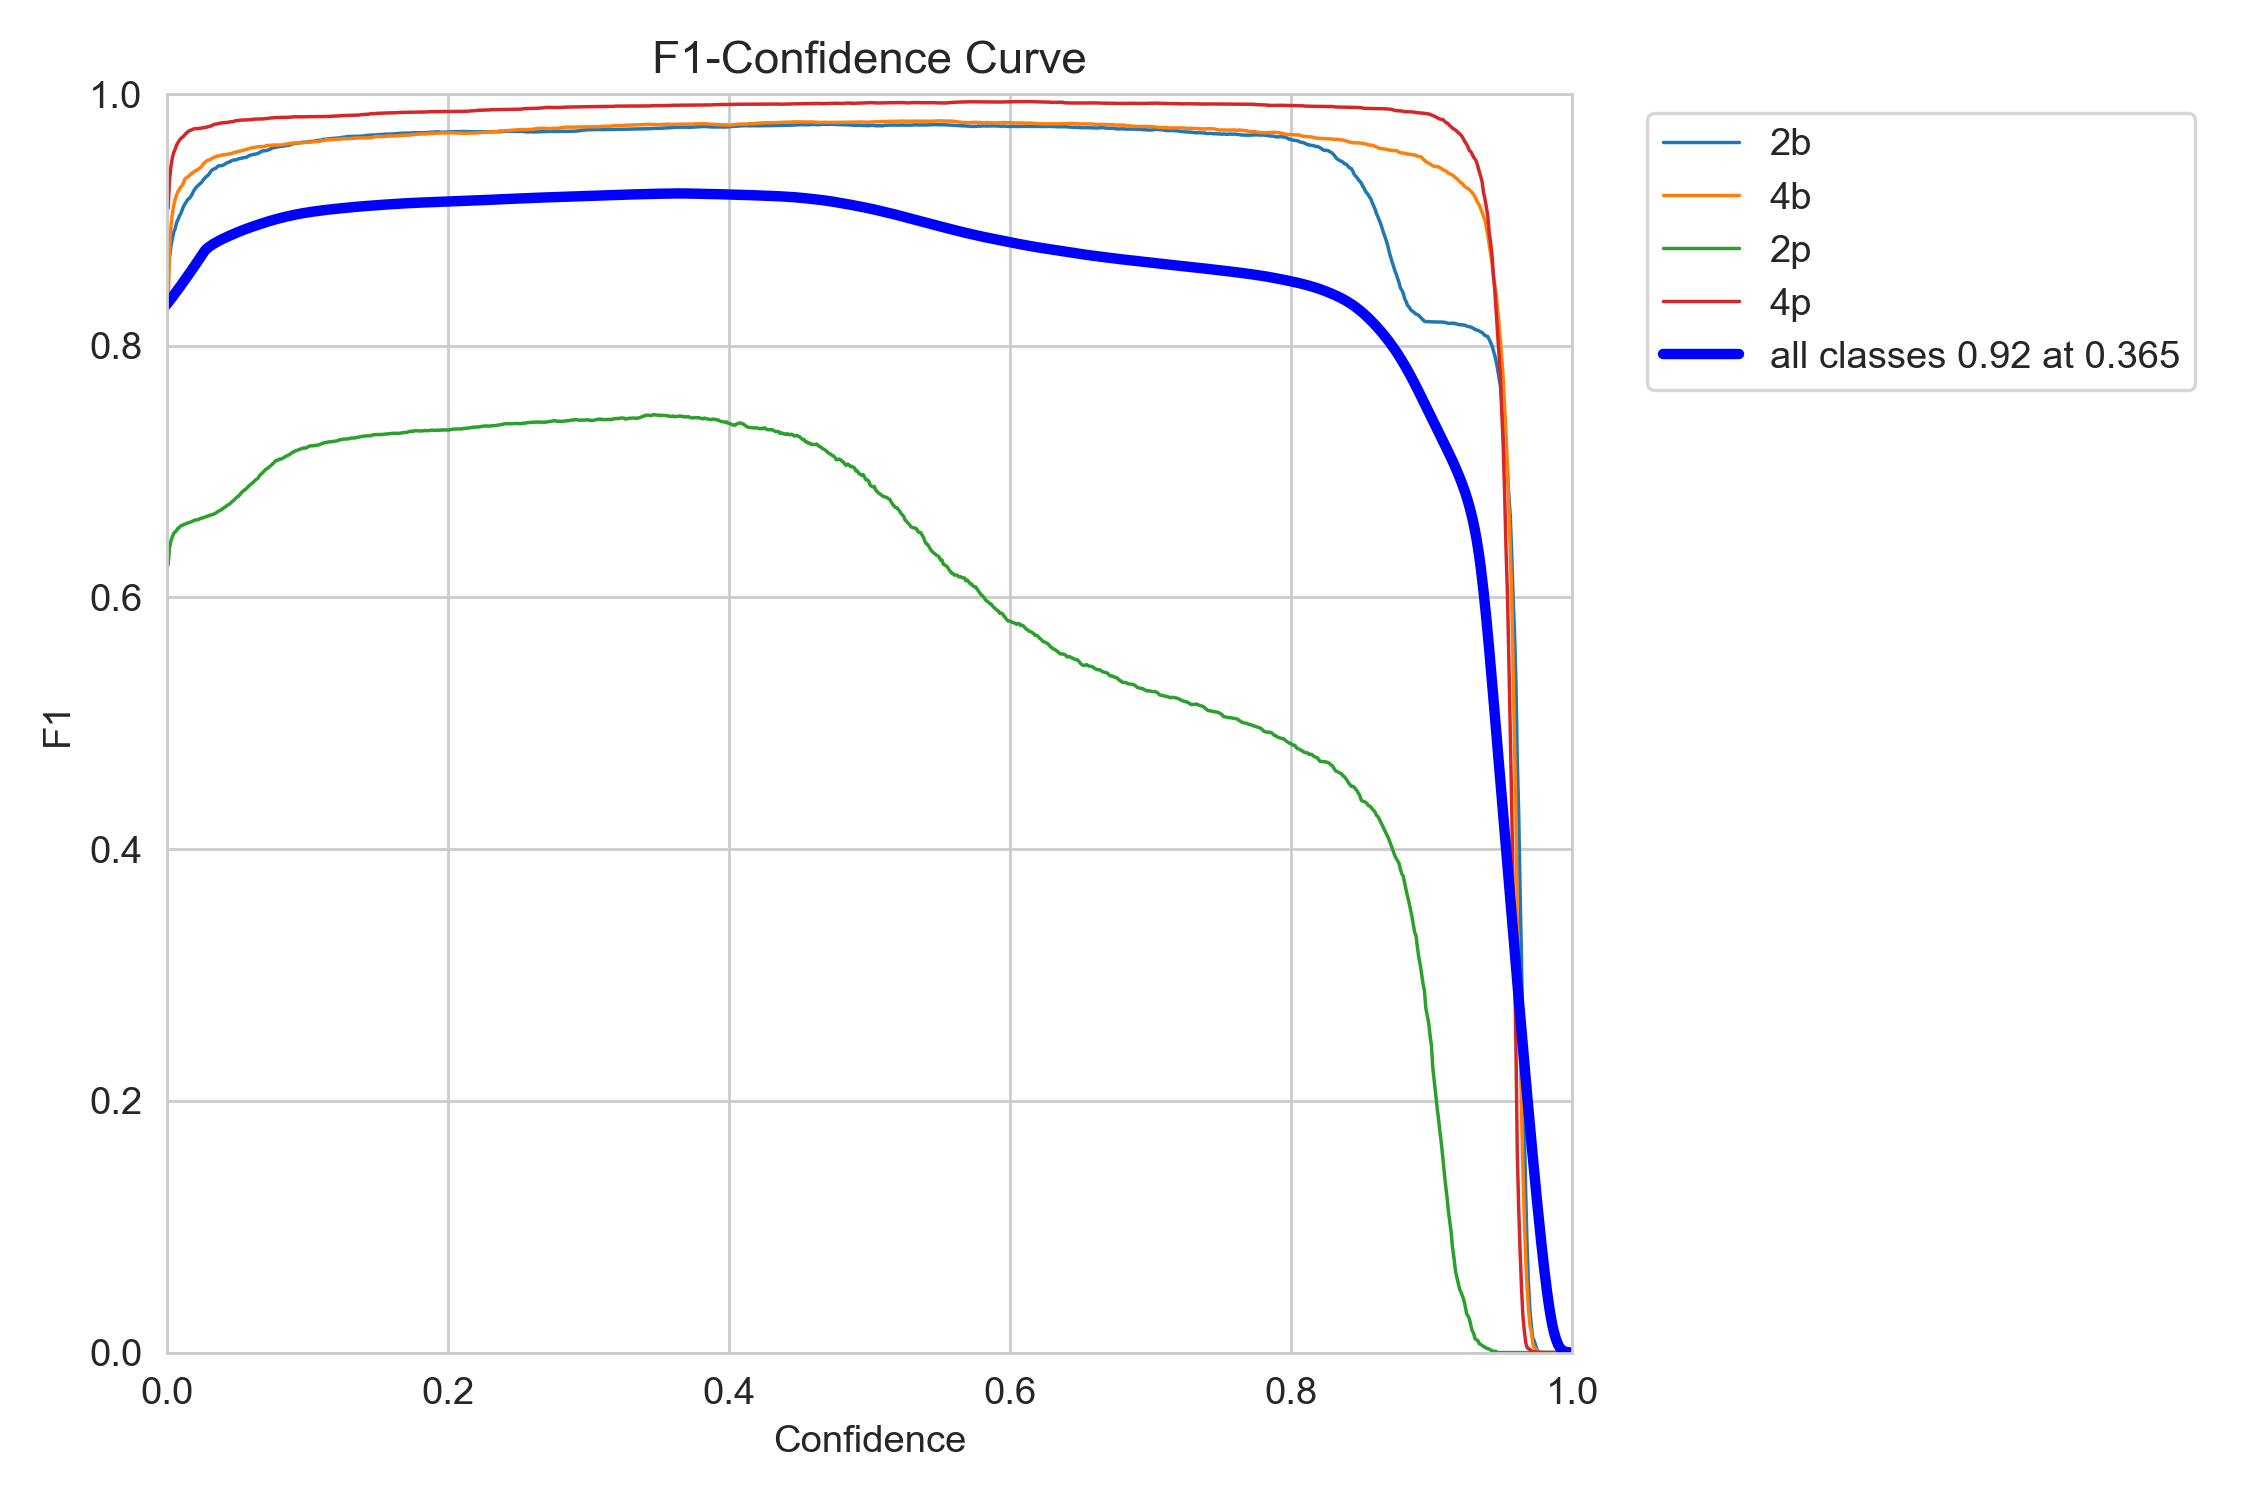 F1-Confidence Curve
1.0
0.8
0.6
0.4
0.2
0.0
F1
0.0 0.2 0.4 0.6 0.8 1.0
Confidence
2b
4b
2p
4p
all classes 0.92 at 0.365